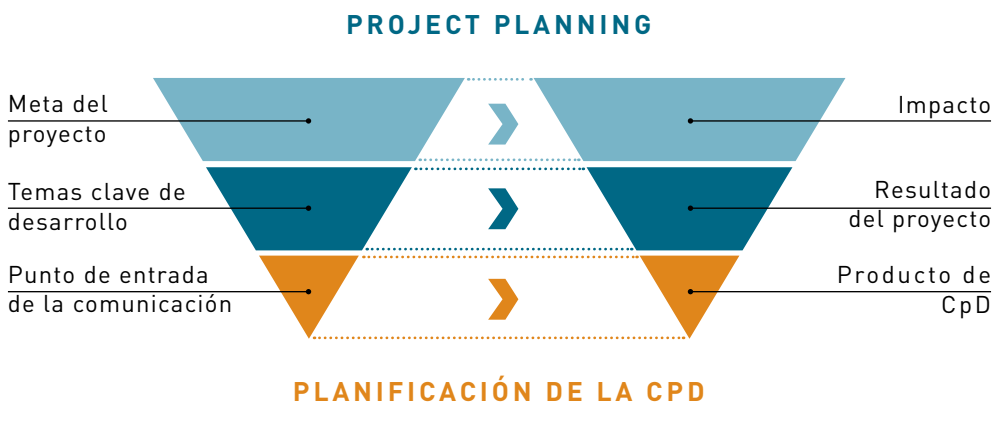 PROJECT PLANNING
Meta del
proyecto
Impacto
Temas clave de
desarrollo
Resultado
del proyecto
Punto de entrada
de la comunicación
Producto de
CpD
PLANIFICACIÓN DE LA CPD